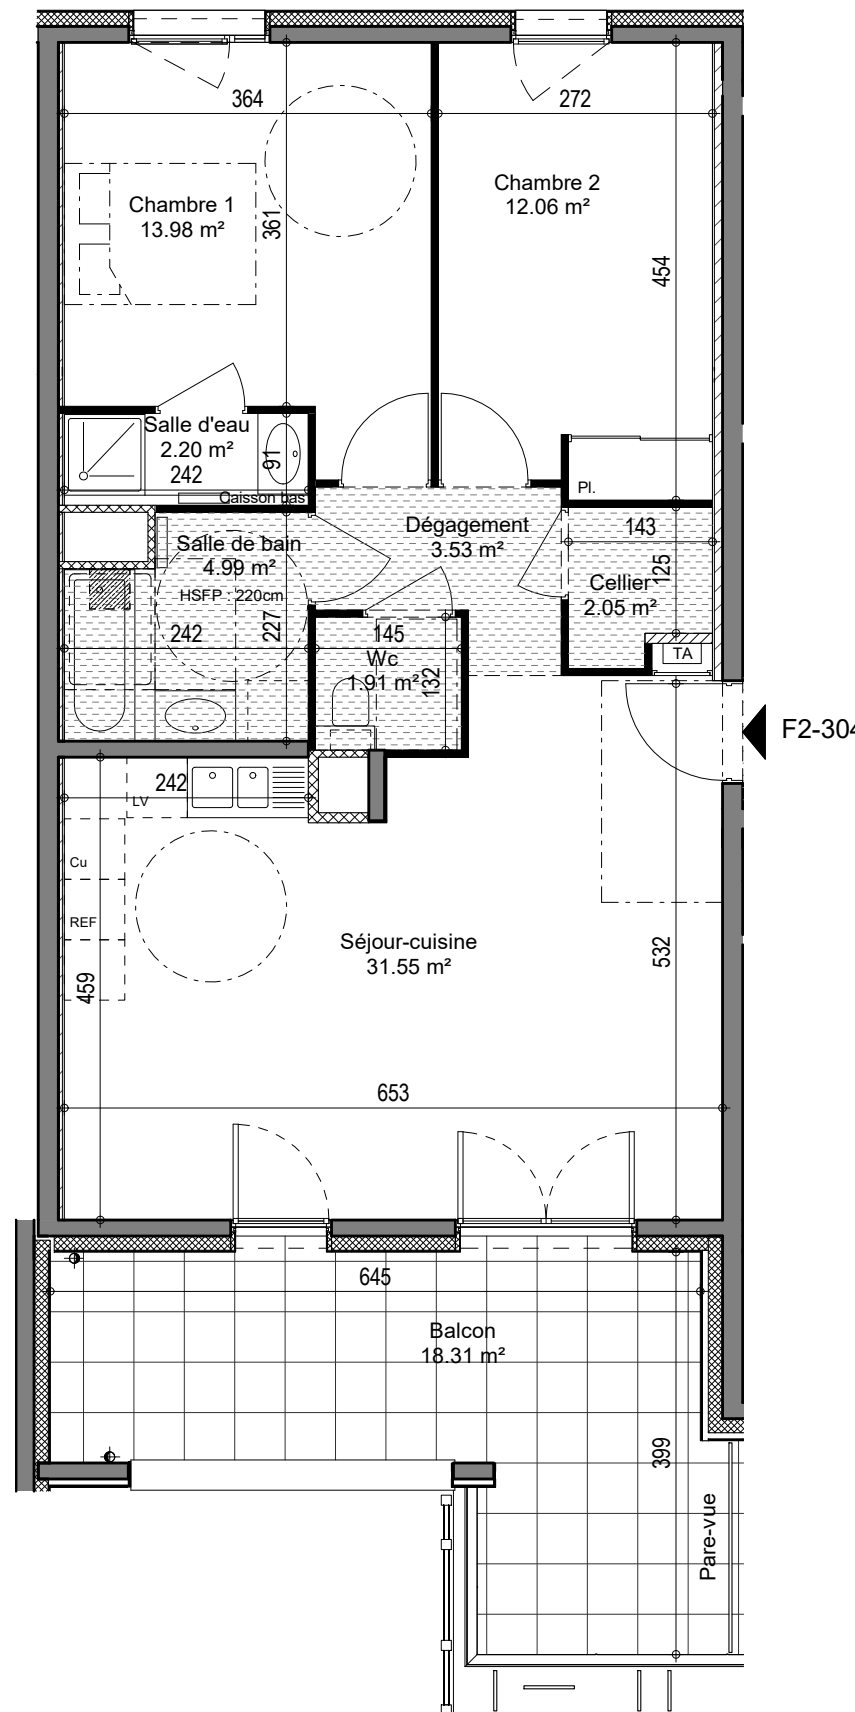 364
272
Chambre 1
13.98 m²
361
Chambre 2
12.06 m²
454
Salle d'eau
2.20 m²
242
91
Caisson bas
Pl.
Dégagement
3.53 m²
143
125
Salle de bain
4.99 m²
HSFP : 220cm
242
227
Cellier
2.05 m²
145
Wc
1.91 m²
132
TA
F2-304
242
LV
Cu
REF
459
Séjour-cuisine
31.55 m²
532
653
645
Balcon
18.31 m²
399
Pare-vue